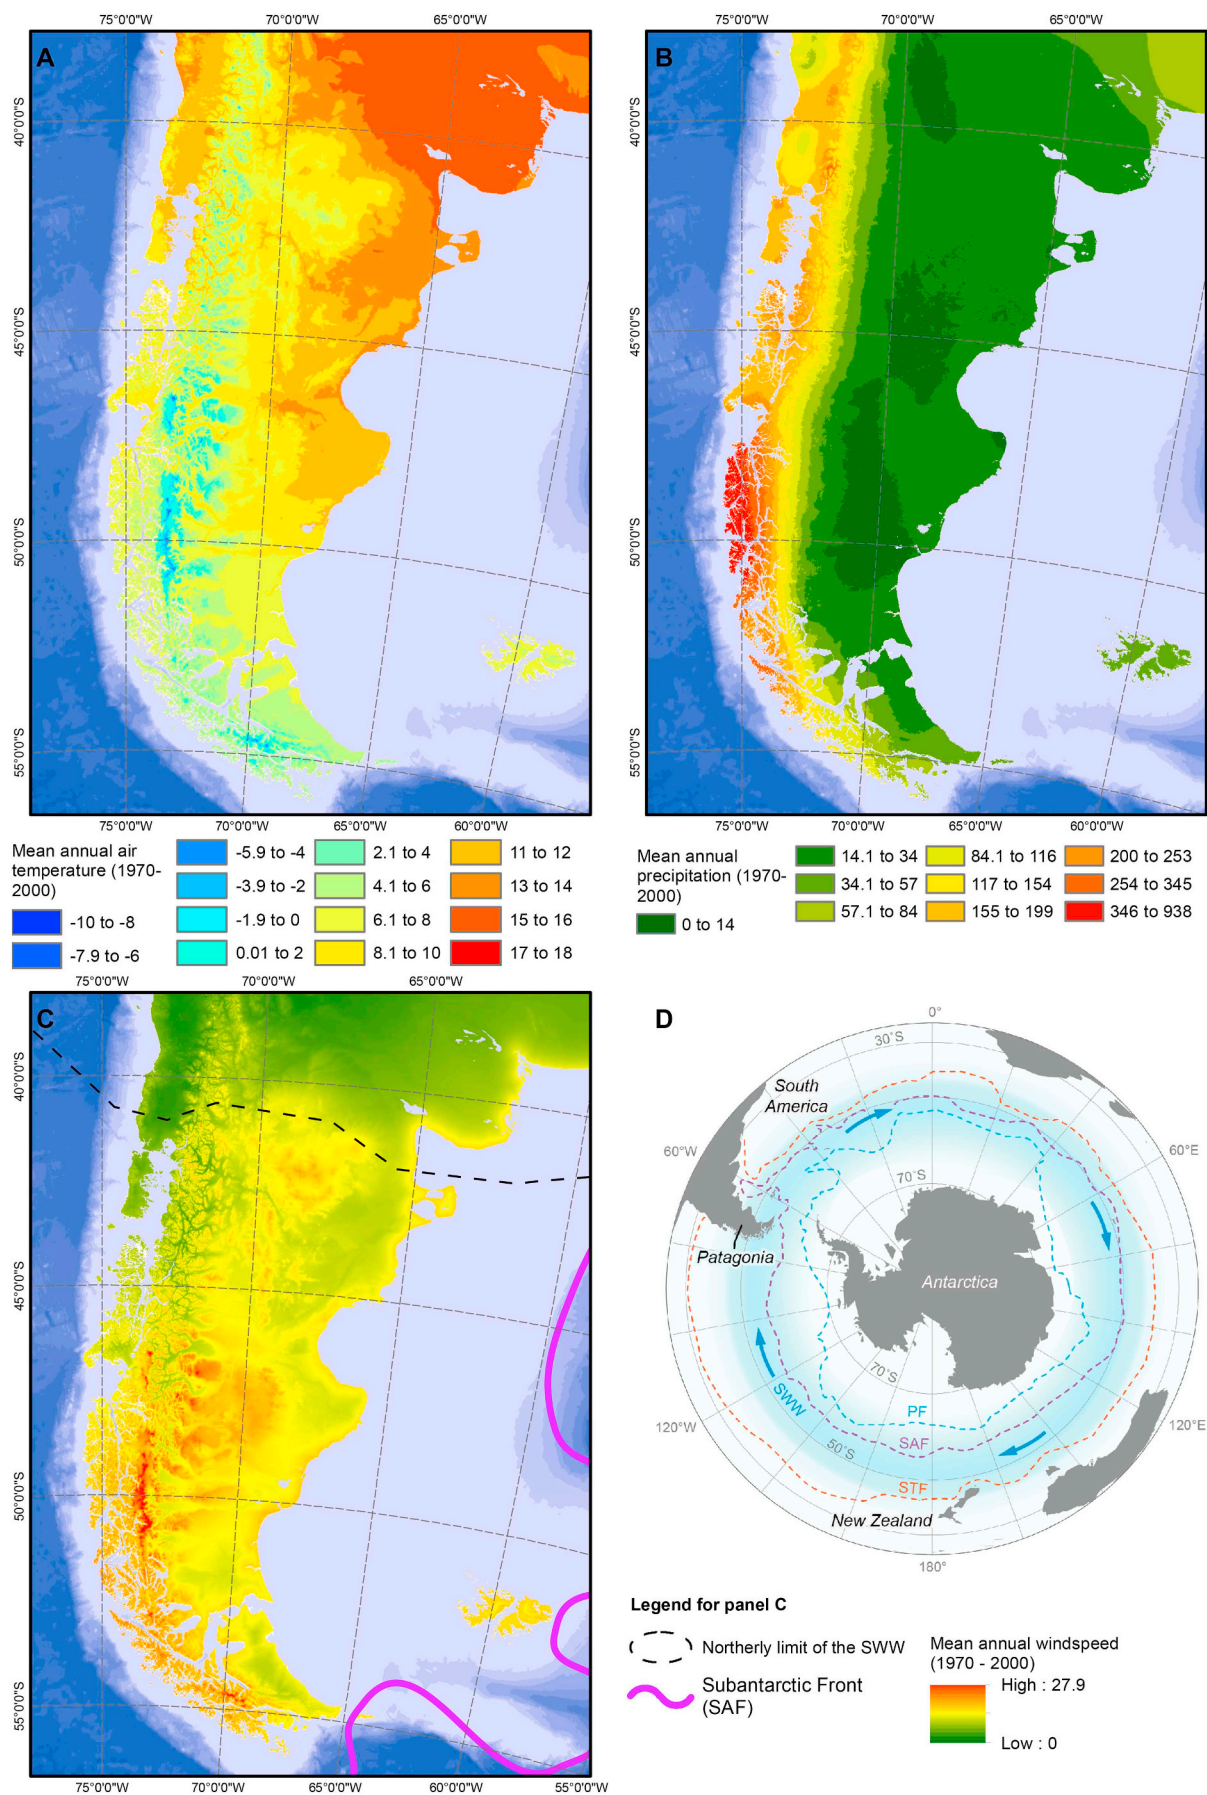 75°0'0"W 70°0'0"W 65°0'0"W
75°0'0"W 70°0'0"W 65°0'0"W
A
B
40°0'0"S
45°0'0"S
50°0'0"S
55°0'0"S
40°0'0"S
45°0'0"S
50°0'0"S
55°0'0"S
75°0'0"W 70°0'0"W 65°0'0"W 60°0'0"W
75°0'0"W 70°0'0"W 65°0'0"W 60°0'0"W
Mean annual air
temperature (1970-
2000)
-10 to -8
-7.9 to -6
-5.9 to -4
-3.9 to -2
-1.9 to 0
0.01 to 2
2.1 to 4
4.1 to 6
6.1 to 8
8.1 to 10
11 to 12
13 to 14
15 to 16
17 to 18
Mean annual
precipitation (1970-
2000)
0 to 14
14.1 to 34
34.1 to 57
57.1 to 84
84.1 to 116
117 to 154
155 to 199
200 to 253
254 to 345
346 to 938
75°0'0"W 70°0'0"W 65°0'0"W
C
40°0'0"S
45°0'0"S
50°0'0"S
55°0'0"S
75°0'0"W 70°0'0"W 65°0'0"W 60°0'0"W 55°0'0"W
D
0°
30°S
South
America
60°W
60°E
70°S
Patagonia
Antarctica
70°S
SWW
PF
120°W
120°E
SAF
50°S
STF
New Zealand
180°
Legend for panel C
Northerly limit of the SWW
Subantarctic Front
(SAF)
Mean annual windspeed
(1970 - 2000)
High : 27.9
Low : 0